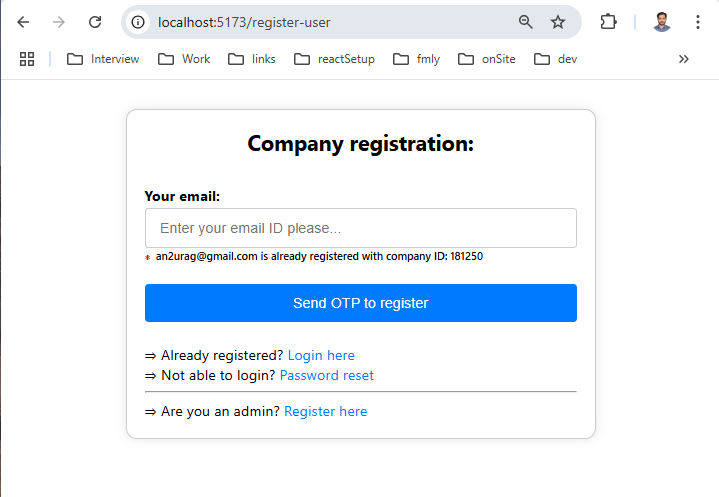 localhost:5173/register-user
Interview Work links reactSetup fmly onSite dev
Company registration:
Your email:
Enter your email ID please...
* an2urag@gmail.com is already registered with company ID: 181250
Send OTP to register
⇒ Already registered? Login here
⇒ Not able to login? Password reset
⇒ Are you an admin? Register here